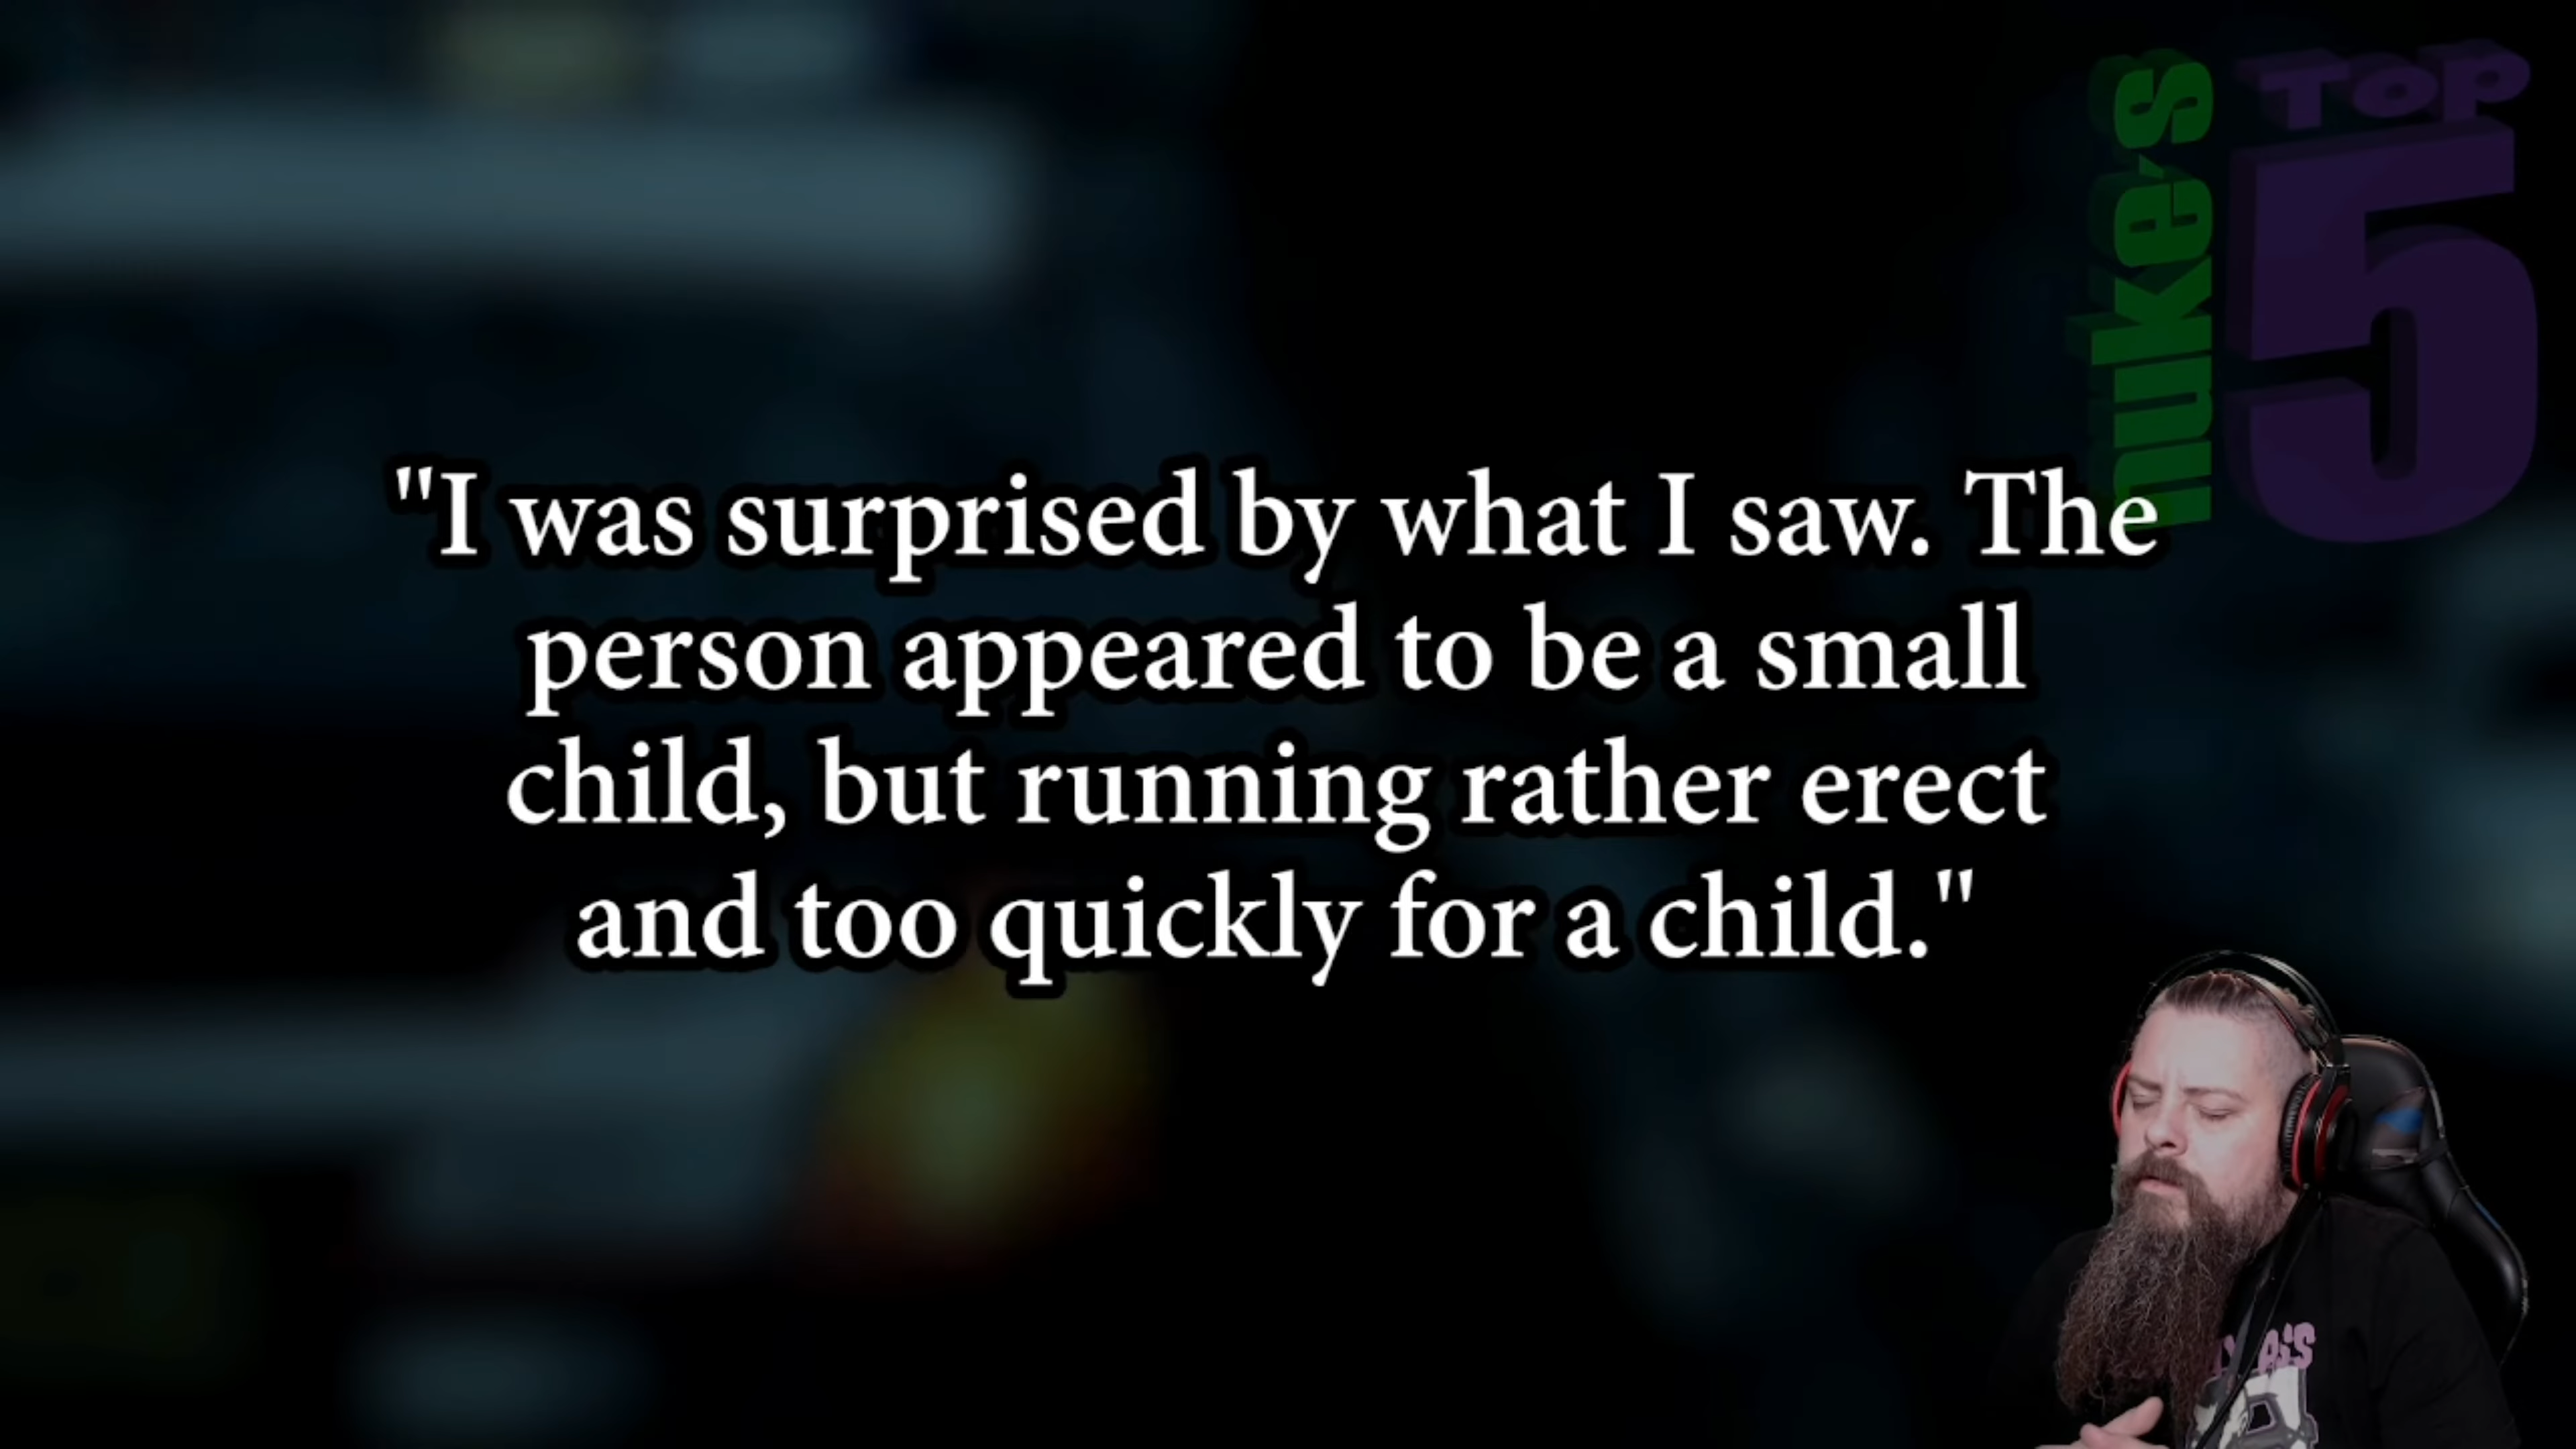 nuke's
Top
5
"I was surprised by what I saw. The
person appeared to be a small
child, but running rather erect
and too quickly for a child."